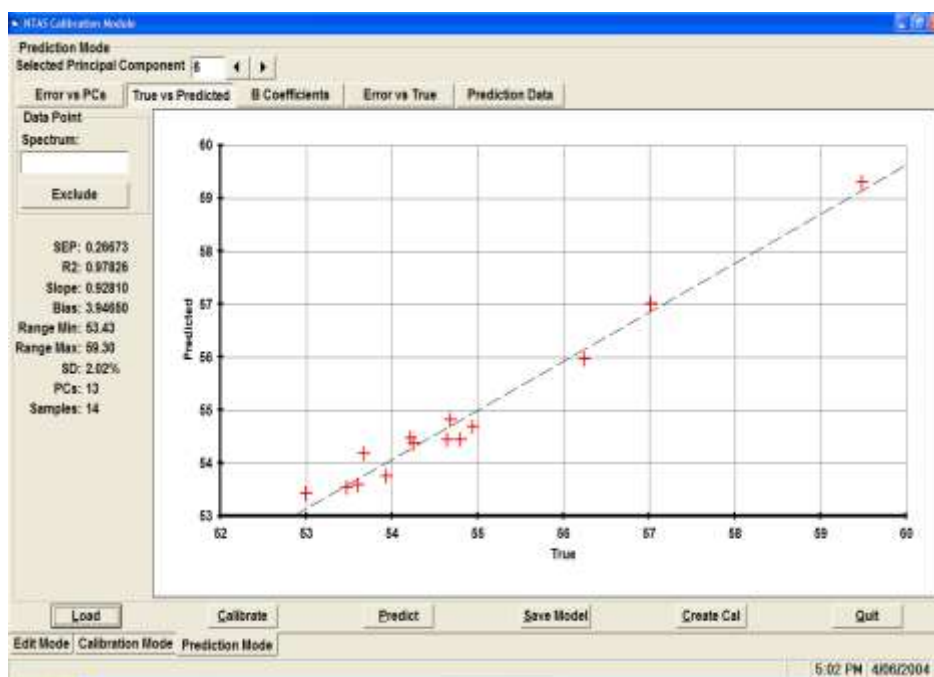 NTAS Calibration Module
Prediction Mode
Selected Principal Component 6
Error vs PCs True vs Predicted B Coefficients Error vs True Prediction Data
Data Point
Spectrum:
Exclude
SEP: 0.26673
R2: 0.97826
Slope: 0.92810
Bias: 3.94650
Range Min: 53.43
Range Max: 59.30
SD: 2.02%
PCs: 13
Samples: 14
60
59
58
57
56
55
54
53
Predicted
52 53 54 55 56 57 58 59 60
True
Load Calibrate Predict Save Model Create Cal Quit
Edit Mode Calibration Mode Prediction Mode
5:02 PM 4/06/2004